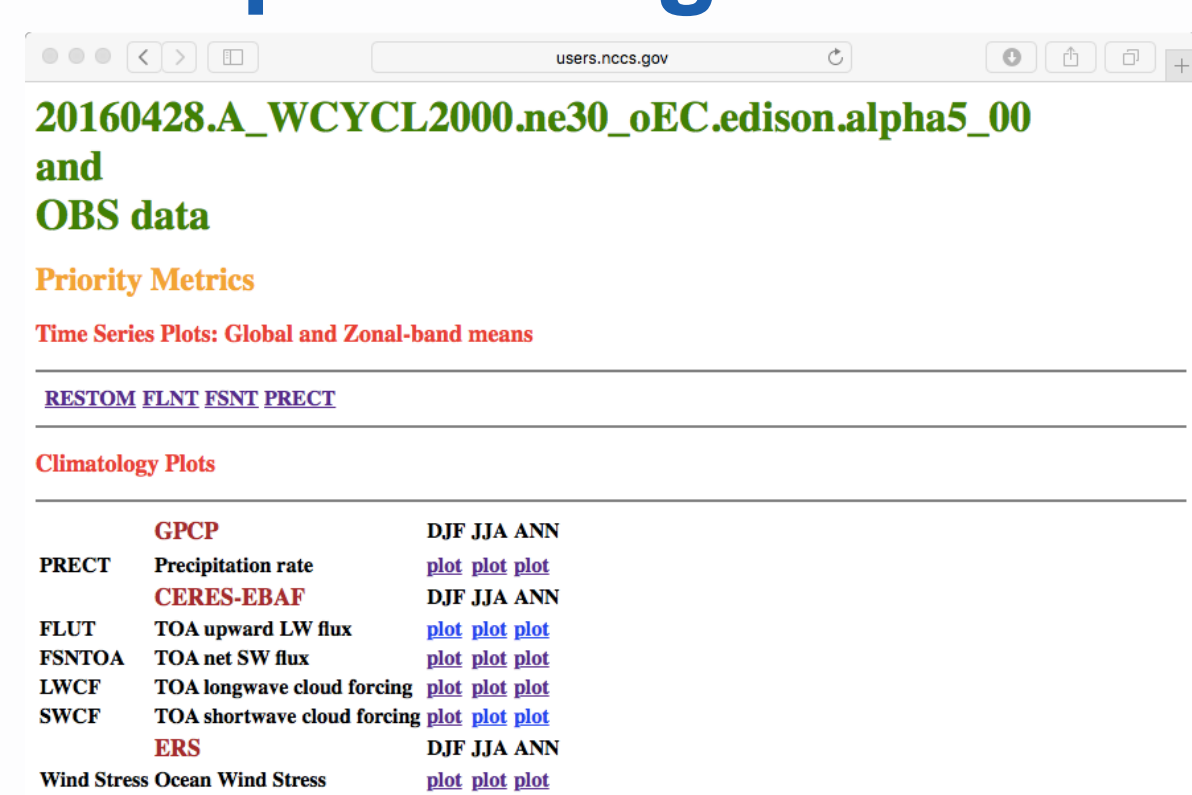 users.nccs.gov
20160428.A_WCYCL2000.ne30_oEC.edison.alpha5_00
and
OBS data
Priority Metrics
Time Series Plots: Global and Zonal-band means
RESTOM FLNT FSNT PRECT
Climatology Plots
GPCP DJF JJA ANN
PRECT Precipitation rate plot plot plot
CERES-EBAF DJF JJA ANN
FLUT TOA upward LW flux plot plot plot
FSNTOA TOA net SW flux plot plot plot
LWCF TOA longwave cloud forcing plot plot plot
SWCF TOA shortwave cloud forcing plot plot plot
ERS DJF JJA ANN
Wind Stress Ocean Wind Stress plot plot plot